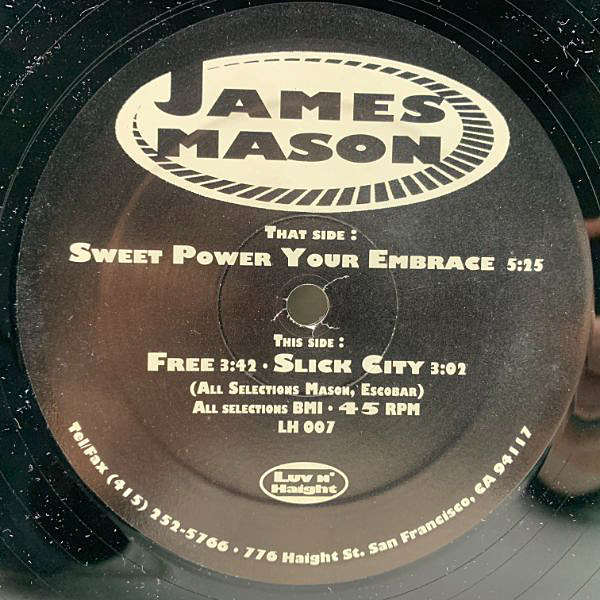 JAMES
MASON
THAT SIDE :
SWEET POWER YOUR EMBRACE 5:25
THIS SIDE :
FREE 3:42 · SLICK CITY 3:02
(ALL SELECTIONS MASON, ESCOBAR)
ALL SELECTIONS BMI · 45 RPM
LH 007
LUV N'
Haight
Tel/Fax (415) 252-5766 · 776 Haight St. San Francisco, CA 94117